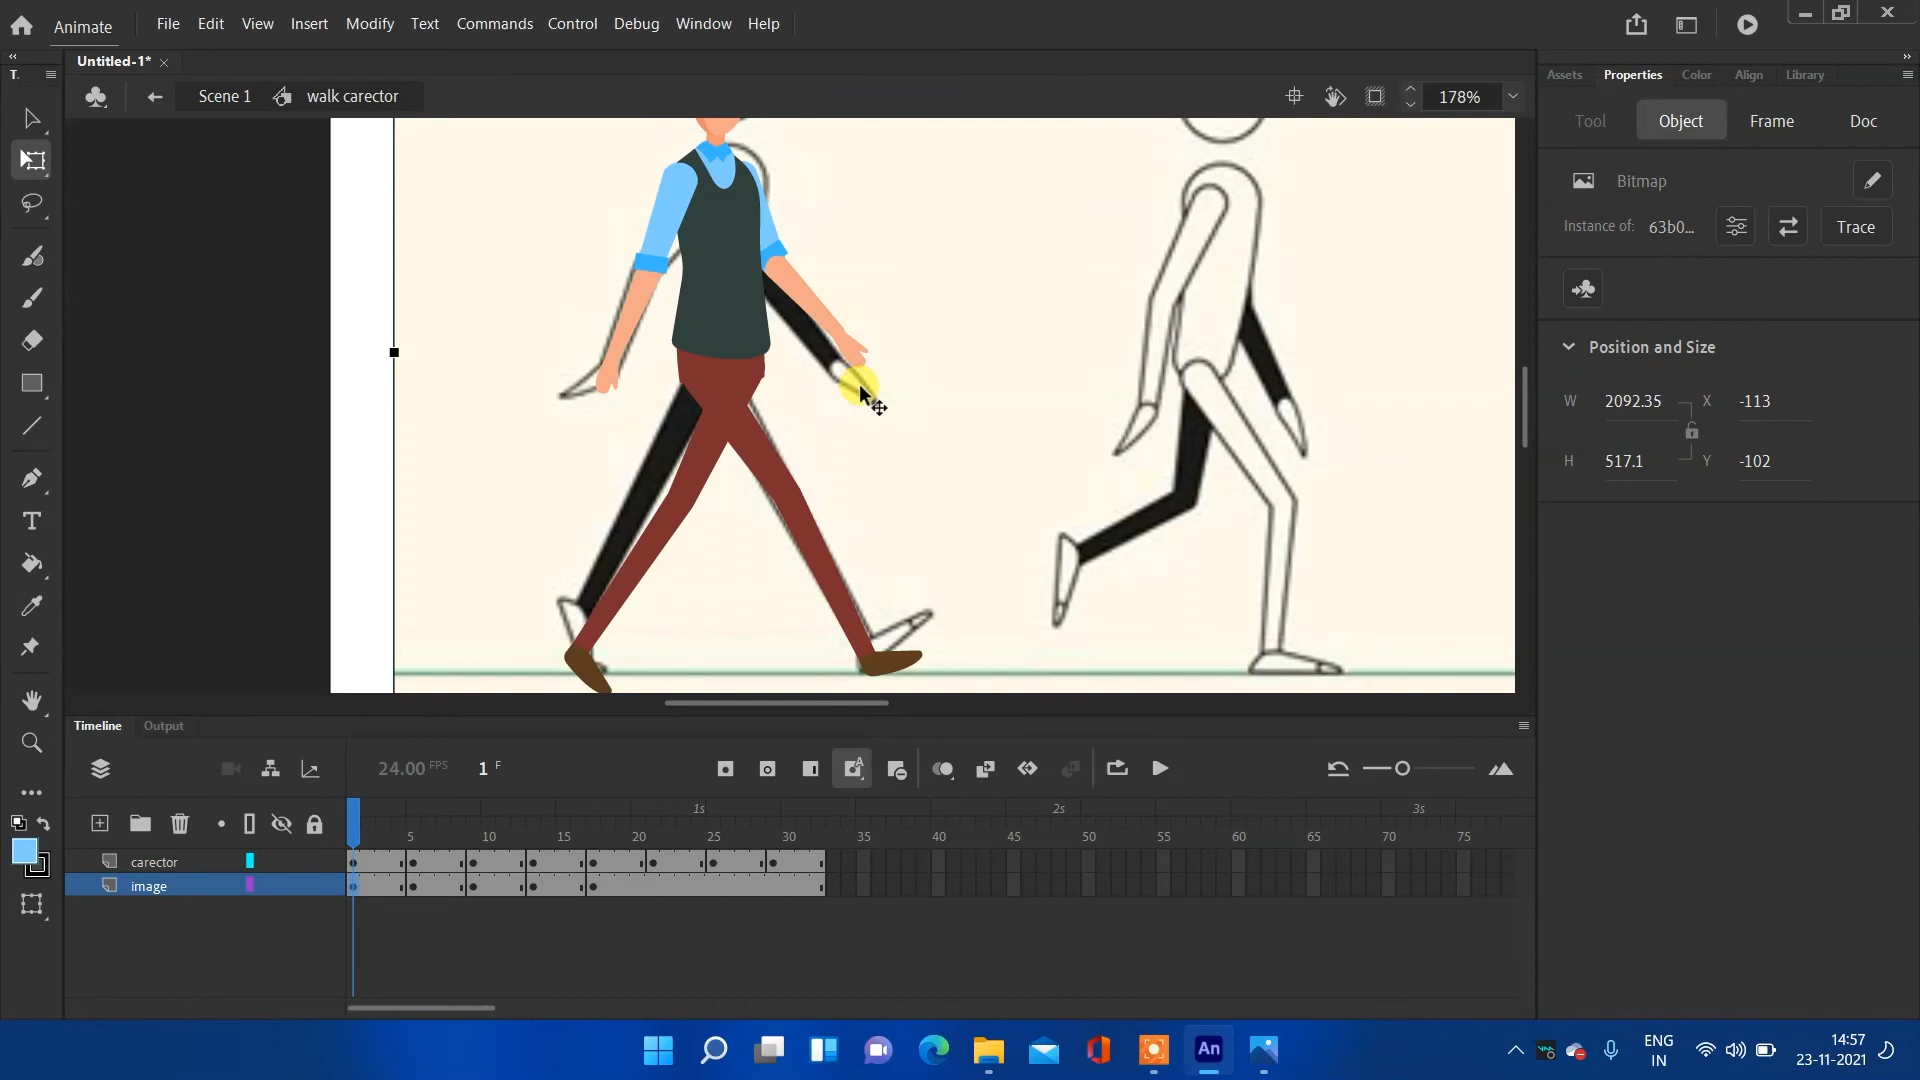 Animate File Edit View Insert Modify Text Commands Control Debug Window Help
Untitled-1*
T.
Assets Properties Color Align Library
Scene 1 walk carector 178%
Tool Object Frame Doc
Bitmap
Instance of: 63b0... Trace
Position and Size
W 2092.35 X -113
H 517.1 Y -102
Timeline Output
24.00 FPS 1 F
1s 2s 3s
5 10 15 20 25 30 35 40 45 50 55 60 65 70 75
carector
image
An
ENG
IN
14:57
23-11-2021